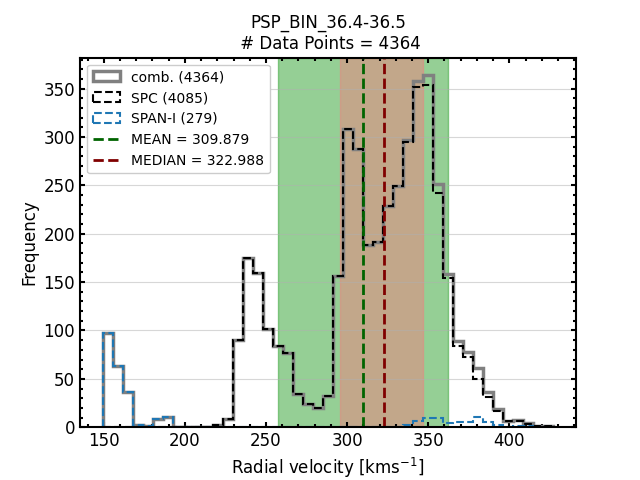 PSP_BIN_36.4-36.5
# Data Points = 4364
comb. (4364)
SPC (4085)
SPAN-I (279)
MEAN = 309.879
MEDIAN = 322.988
Frequency
350
300
250
200
150
100
50
0
150 200 250 300 350 400
Radial velocity [kms⁻¹]